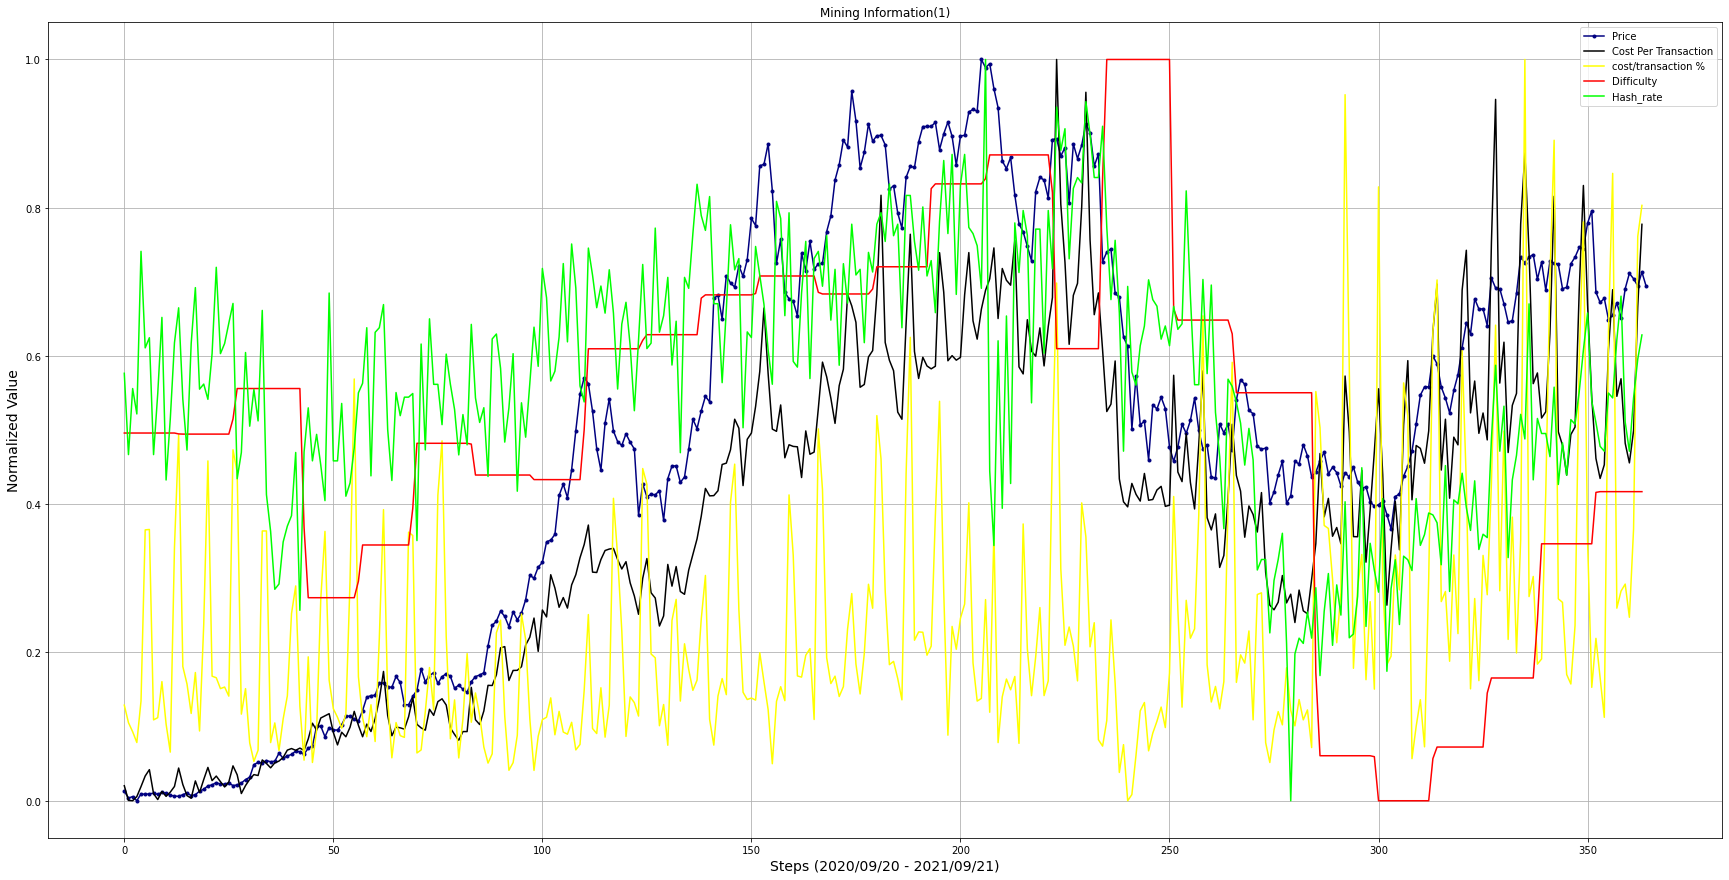 Mining Information(1)
Price
Cost Per Transaction
cost/transaction %
Difficulty
Hash_rate
Normalized Value
1.0
0.8
0.6
0.4
0.2
0.0
0 50 100 150 200 250 300 350
Steps (2020/09/20 - 2021/09/21)